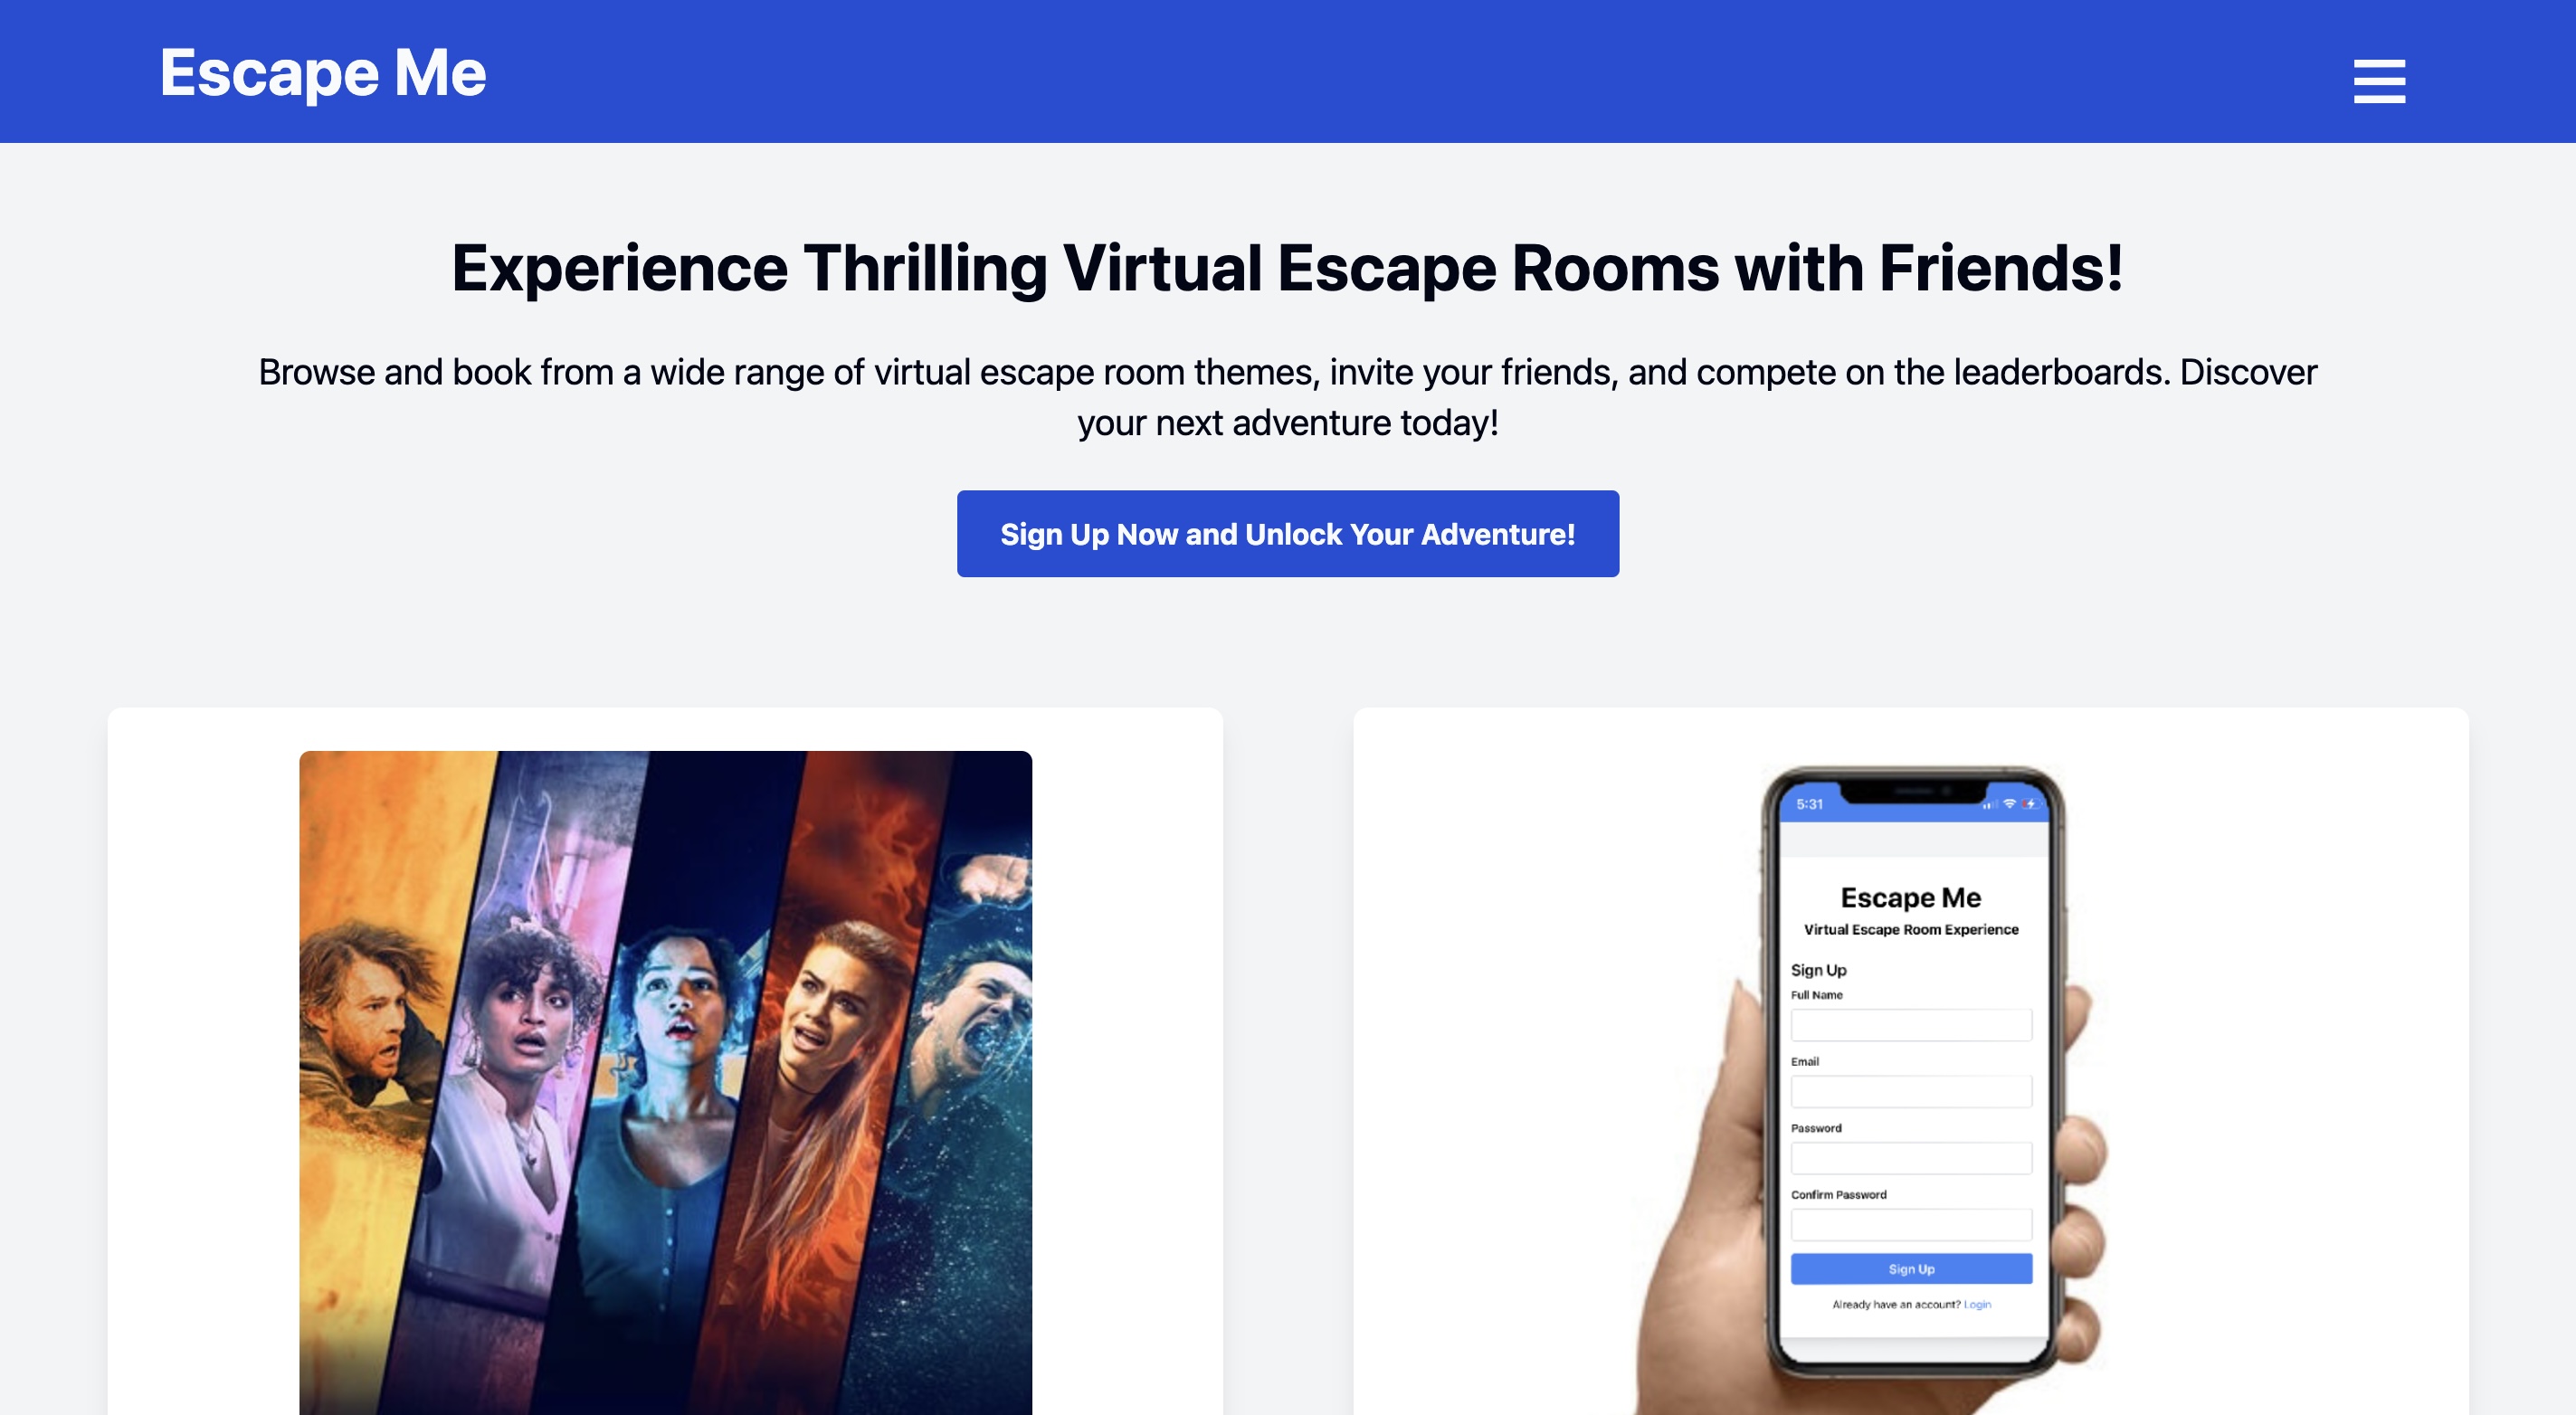 Escape Me
Experience Thrilling Virtual Escape Rooms with Friends!
Browse and book from a wide range of virtual escape room themes, invite your friends, and compete on the leaderboards. Discover
your next adventure today!
Sign Up Now and Unlock Your Adventure!
5:31
Escape Me
Virtual Escape Room Experience
Sign Up
Full Name
Email
Password
Confirm Password
Sign Up
Already have an account? Login